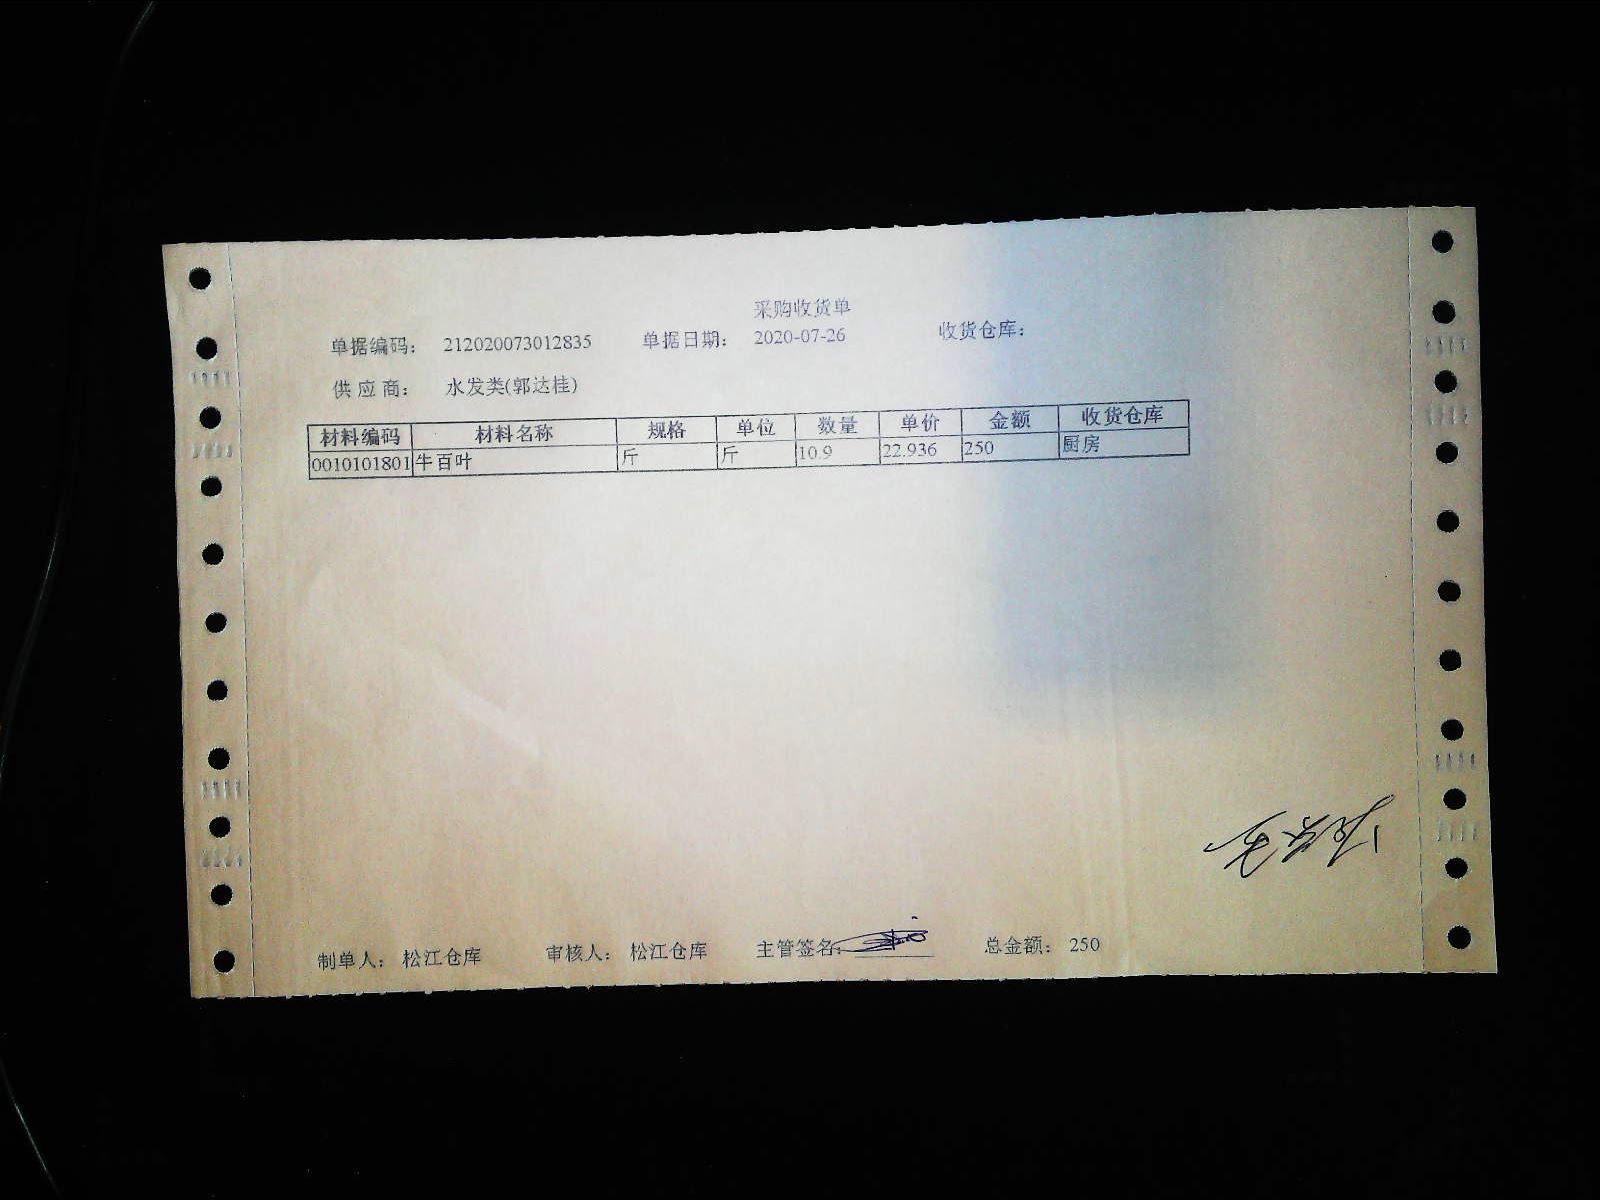 采购收货单
单据编码： 212020073012835 单据日期： 2020-07-26 收货仓库：
供应商： 水发类(郭达桂)
材料编码 材料名称 规格 单位 数量 单价 金额 收货仓库
0010101801 牛百叶 斤 斤 10.9 22.936 250 厨房
制单人： 松江仓库 审核人： 松江仓库 主管签名： 总金额： 250